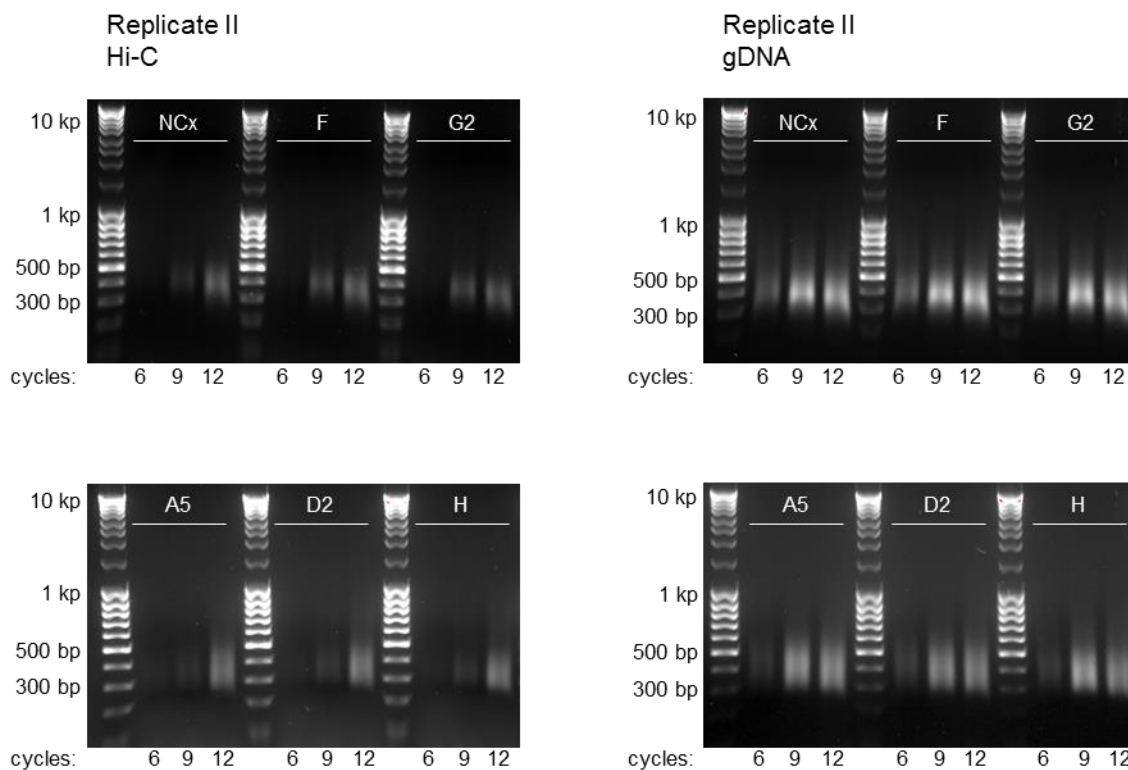 Replicate II
Hi-C
10 kp
NCx
F
G2
1 kp
500 bp
300 bp
cycles: 6 9 12 6 9 12 6 9 12
Replicate II
gDNA
10 kp
NCx
F
G2
1 kp
500 bp
300 bp
cycles: 6 9 12 6 9 12 6 9 12
10 kp
A5
D2
H
1 kp
500 bp
300 bp
cycles: 6 9 12 6 9 12 6 9 12
10 kp
A5
D2
H
1 kp
500 bp
300 bp
cycles: 6 9 12 6 9 12 6 9 12